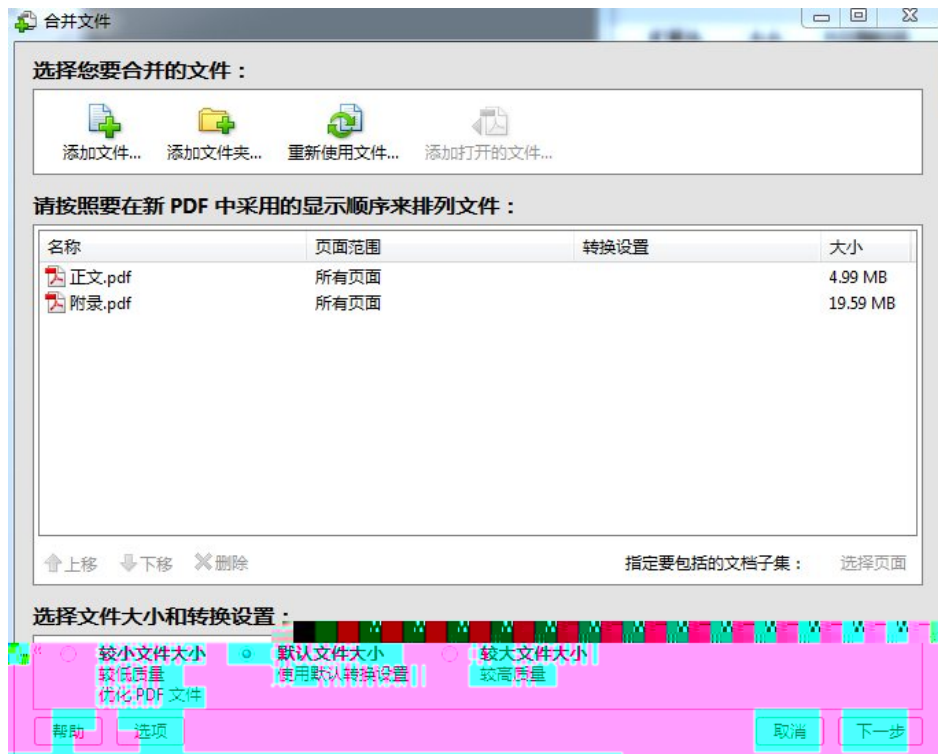 合并文件
选择您要合并的文件：
添加文件... 添加文件夹... 重新使用文件... 添加打开的文件...
请按照要在新 PDF 中采用的显示顺序来排列文件：
名称 页面范围 转换设置 大小
正文.pdf 所有页面 4.99 MB
附录.pdf 所有页面 19.59 MB
上移 下移 删除 指定要包括的文档子集： 选择页面
选择文件大小和转换设置：
较小文件大小 默认文件大小 较大文件大小
较低质量 使用默认转换设置 较高质量
优化 PDF 文件
帮助 选项 取消 下一步